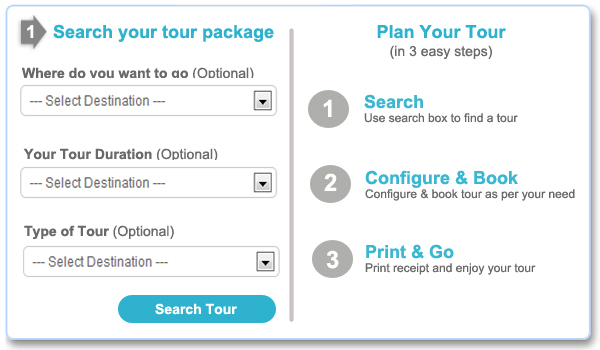 1 Search your tour package
Where do you want to go (Optional)
--- Select Destination ---
Your Tour Duration (Optional)
--- Select Destination ---
Type of Tour (Optional)
--- Select Destination ---
Search Tour
Plan Your Tour
(in 3 easy steps)
1 Search
Use search box to find a tour
2 Configure & Book
Configure & book tour as per your need
3 Print & Go
Print receipt and enjoy your tour